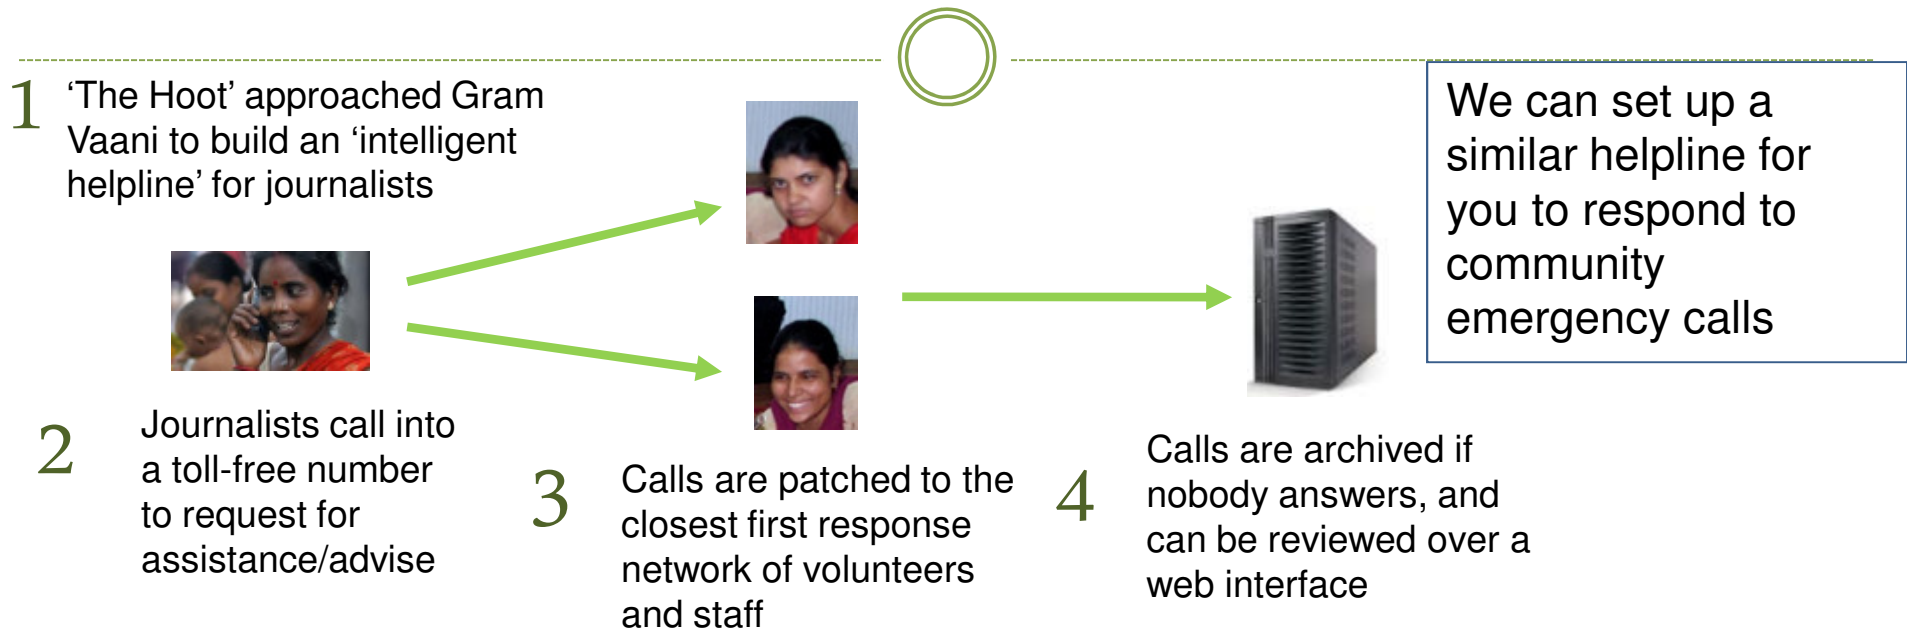 1
‘The Hoot’ approached Gram
Vaani to build an ‘intelligent
helpline’ for journalists
2
Journalists call into
a toll-free number
to request for
assistance/advise
3
Calls are patched to the
closest first response
network of volunteers
and staff
4
Calls are archived if
nobody answers, and
can be reviewed over a
web interface
We can set up a
similar helpline for
you to respond to
community
emergency calls